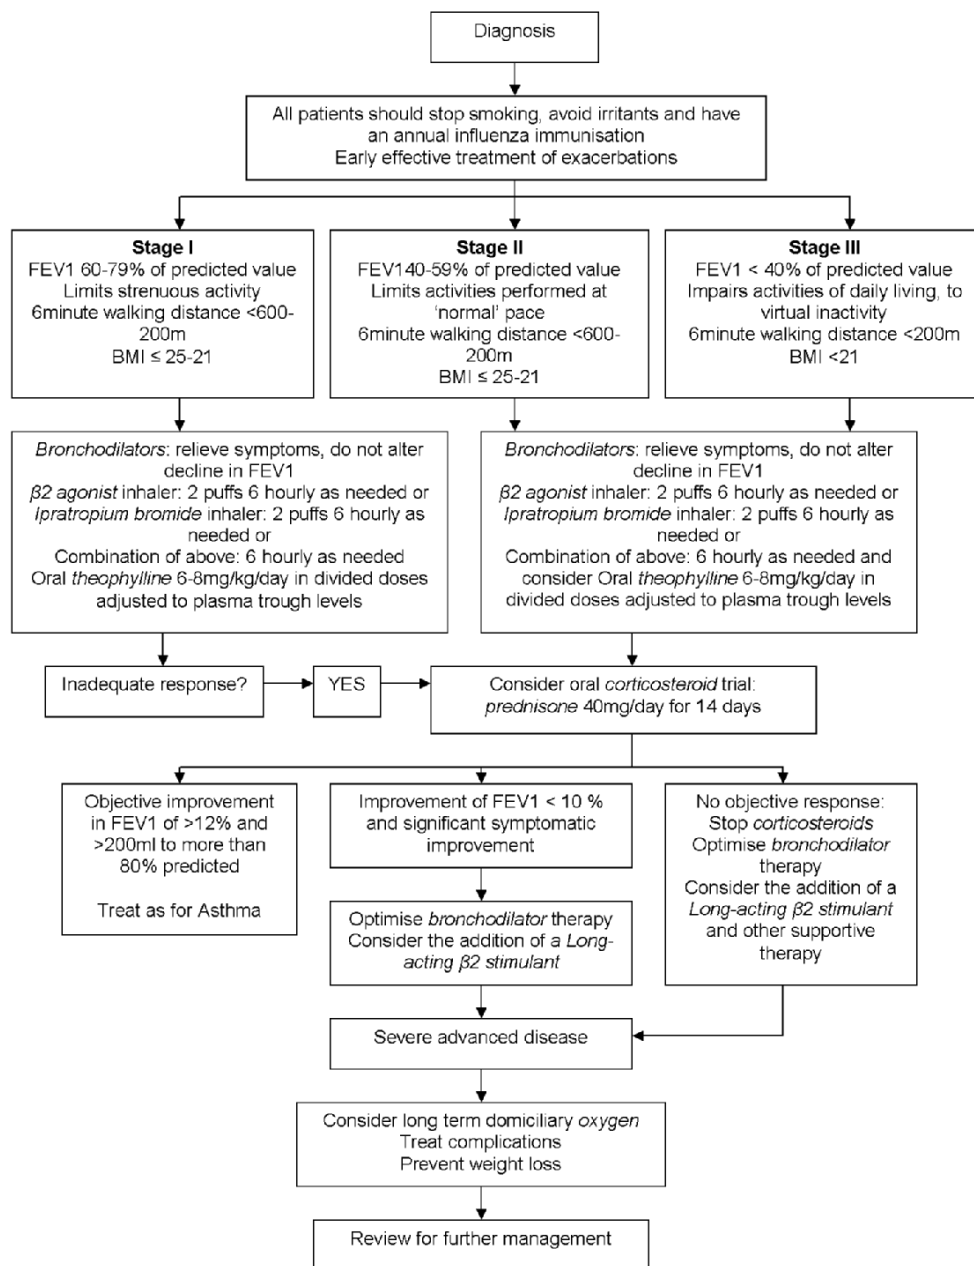 Diagnosis
All patients should stop smoking, avoid irritants and have
an annual influenza immunisation
Early effective treatment of exacerbations
Stage I
FEV1 60-79% of predicted value
Limits strenuous activity
6minute walking distance <600-
200m
BMI ≤ 25-21
Stage II
FEV140-59% of predicted value
Limits activities performed at
‘normal’ pace
6minute walking distance <600-
200m
BMI ≤ 25-21
Stage III
FEV1 < 40% of predicted value
Impairs activities of daily living, to
virtual inactivity
6minute walking distance <200m
BMI <21
Bronchodilators: relieve symptoms, do not alter
decline in FEV1
β2 agonist inhaler: 2 puffs 6 hourly as needed or
Ipratropium bromide inhaler: 2 puffs 6 hourly as
needed or
Combination of above: 6 hourly as needed
Oral theophylline 6-8mg/kg/day in divided doses
adjusted to plasma trough levels
Bronchodilators: relieve symptoms, do not alter
decline in FEV1
β2 agonist inhaler: 2 puffs 6 hourly as needed or
Ipratropium bromide inhaler: 2 puffs 6 hourly as
needed or
Combination of above: 6 hourly as needed and
consider Oral theophylline 6-8mg/kg/day in
divided doses adjusted to plasma trough levels
Inadequate response?
YES
Consider oral corticosteroid trial:
prednisone 40mg/day for 14 days
Objective improvement
in FEV1 of >12% and
>200ml to more than
80% predicted
Treat as for Asthma
Improvement of FEV1 < 10 %
and significant symptomatic
improvement
No objective response:
Stop corticosteroids
Optimise bronchodilator
therapy
Consider the addition of a
Long-acting β2 stimulant
and other supportive
therapy
Optimise bronchodilator therapy
Consider the addition of a Long-
acting β2 stimulant
Severe advanced disease
Consider long term domiciliary oxygen
Treat complications
Prevent weight loss
Review for further management